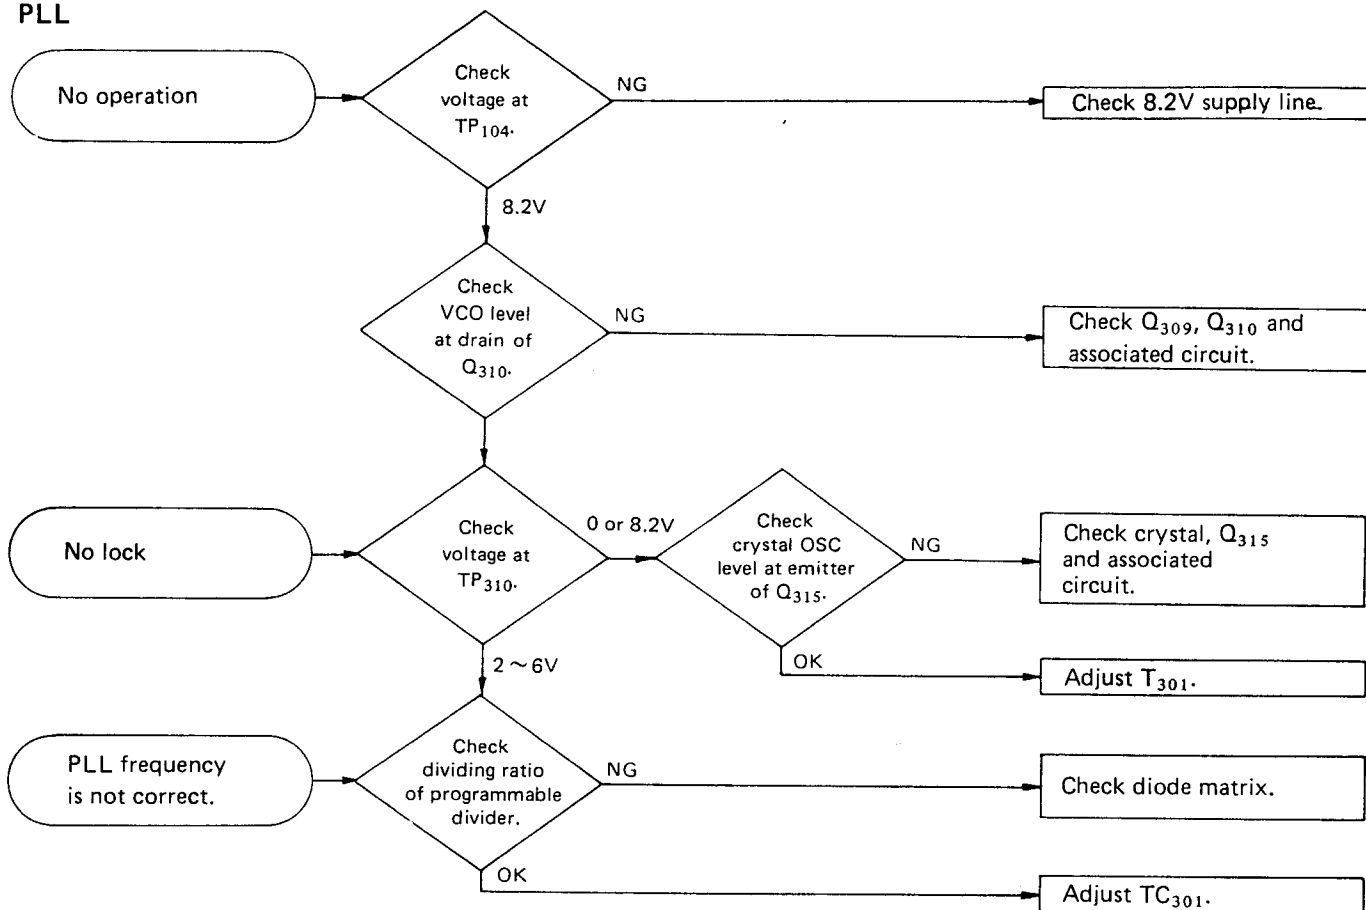 PLL
No operation
Check
voltage at
TP104.
NG
Check 8.2V supply line.
8.2V
Check
VCO level
at drain of
Q310.
NG
Check Q309, Q310 and
associated circuit.
No lock
Check
voltage at
TP310.
0 or 8.2V
Check
crystal OSC
level at emitter
of Q315.
NG
Check crystal, Q315
and associated
circuit.
OK
Adjust T301.
2～6V
PLL frequency
is not correct.
Check
dividing ratio
of programmable
divider.
NG
Check diode matrix.
OK
Adjust TC301.